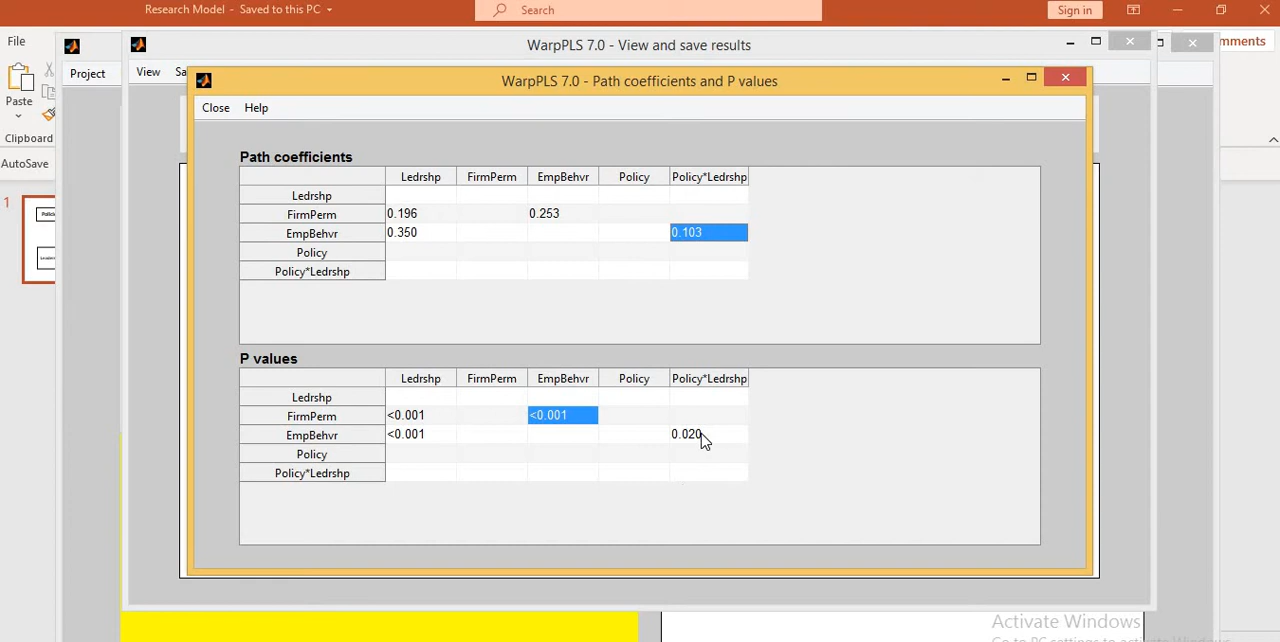 Research Model - Saved to this PC
Search
Sign in
File
mments
WarpPLS 7.0 - View and save results
Project
View Sa
WarpPLS 7.0 - Path coefficients and P values
Close Help
Paste
Clipboard
AutoSave
1
Path coefficients
Ledrshp FirmPerm EmpBehvr Policy Policy*Ledrshp
Ledrshp
FirmPerm 0.196 0.253
EmpBehvr 0.350 0.103
Policy
Policy*Ledrshp
P values
Ledrshp FirmPerm EmpBehvr Policy Policy*Ledrshp
Ledrshp
FirmPerm <0.001 <0.001
EmpBehvr <0.001 0.020
Policy
Policy*Ledrshp
Activate Windows